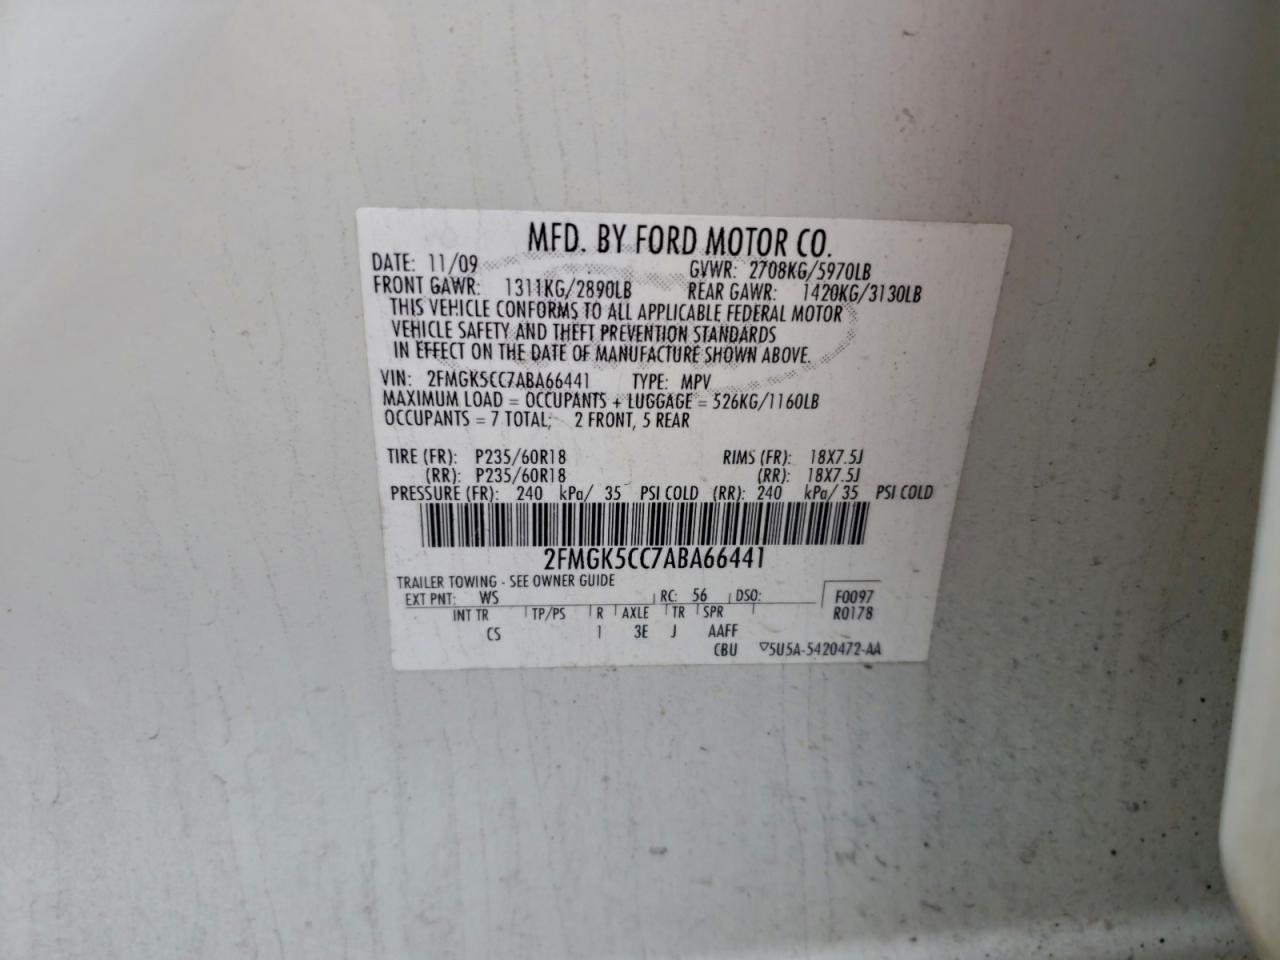 MFD. BY FORD MOTOR CO.
DATE: 11/09 GVWR: 2708KG/5970LB
FRONT GAWR: 1311KG/2890LB REAR GAWR: 1420KG/3130LB
THIS VEHICLE CONFORMS TO ALL APPLICABLE FEDERAL MOTOR
VEHICLE SAFETY AND THEFT PREVENTION STANDARDS
IN EFFECT ON THE DATE OF MANUFACTURE SHOWN ABOVE.
VIN: 2FMGK5CC7ABA66441 TYPE: MPV
MAXIMUM LOAD = OCCUPANTS + LUGGAGE = 526KG/1160LB
OCCUPANTS = 7 TOTAL; 2 FRONT, 5 REAR
TIRE (FR): P235/60R18 RIMS (FR): 18X7.5J
(RR): P235/60R18 (RR): 18X7.5J
PRESSURE (FR): 240 kPa/ 35 PSI COLD (RR): 240 kPa/ 35 PSI COLD
2FMGK5CC7ABA66441
TRAILER TOWING - SEE OWNER GUIDE
EXT PNT: WS RC: 56 DSO: F0097
INT TR TP/PS R AXLE TR SPR R0178
CS 1 3E J AAFF
CBU ▽5U5A-5420472-AA